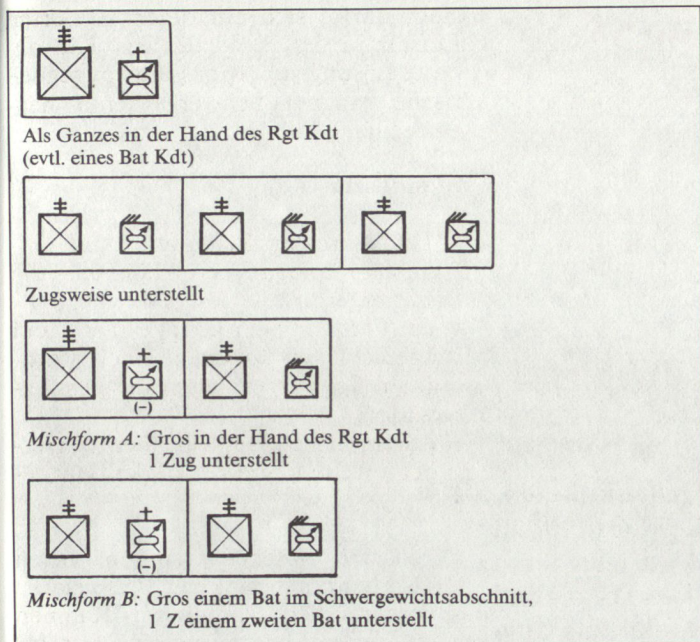 Als Ganzes in der Hand des Rgt Kdt
(evtl. eines Bat Kdt)
Zugsweise unterstellt
(-)
Mischform A: Gros in der Hand des Rgt Kdt
1 Zug unterstellt
(-)
Mischform B: Gros einem Bat im Schwergewichtsabschnitt,
1 Z einem zweiten Bat unterstellt